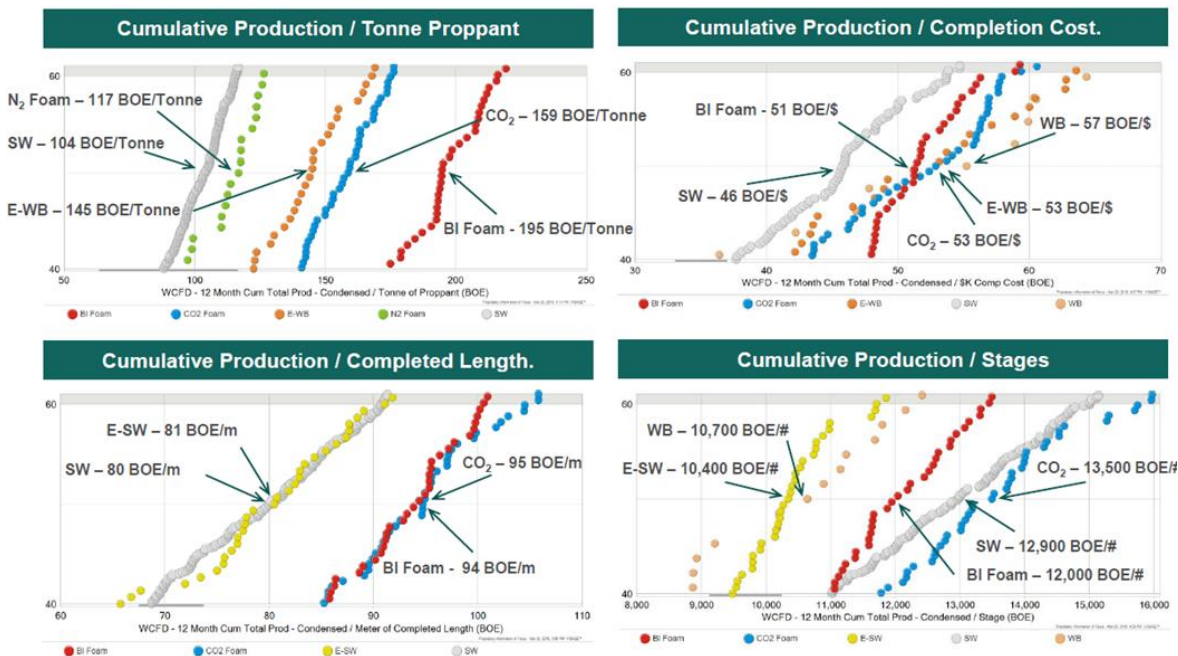 Cumulative Production / Tonne Proppant
60
N₂ Foam – 117 BOE/Tonne
SW – 104 BOE/Tonne
E-WB – 145 BOE/Tonne
CO₂ – 159 BOE/Tonne
BI Foam - 195 BOE/Tonne
40
50 100 150 200 250
WCFD - 12 Month Cum Total Prod - Condensed / Tonne of Proppant (BOE)
BI Foam CO2 Foam E-WB N2 Foam SW
Cumulative Production / Completion Cost.
60
BI Foam - 51 BOE/$
WB – 57 BOE/$
SW – 46 BOE/$
E-WB – 53 BOE/$
CO₂ – 53 BOE/$
40
30 40 50 60 70
WCFD - 12 Month Cum Total Prod - Condensed / $K Comp Cost (BOE)
BI Foam CO2 Foam E-WB SW WB
Cumulative Production / Completed Length.
60
E-SW – 81 BOE/m
SW – 80 BOE/m
CO₂ – 95 BOE/m
BI Foam - 94 BOE/m
40
60 70 80 90 100 110
WCFD - 12 Month Cum Total Prod - Condensed / Meter of Completed Length (BOE)
BI Foam CO2 Foam E-SW SW
Cumulative Production / Stages
60
WB – 10,700 BOE/#
E-SW – 10,400 BOE/#
CO₂ – 13,500 BOE/#
SW – 12,900 BOE/#
BI Foam – 12,000 BOE/#
40
8,000 9,000 10,000 11,000 12,000 13,000 14,000 15,000 16,000
WCFD - 12 Month Cum Total Prod - Condensed / Stage (BOE)
BI Foam CO2 Foam E-SW SW WB